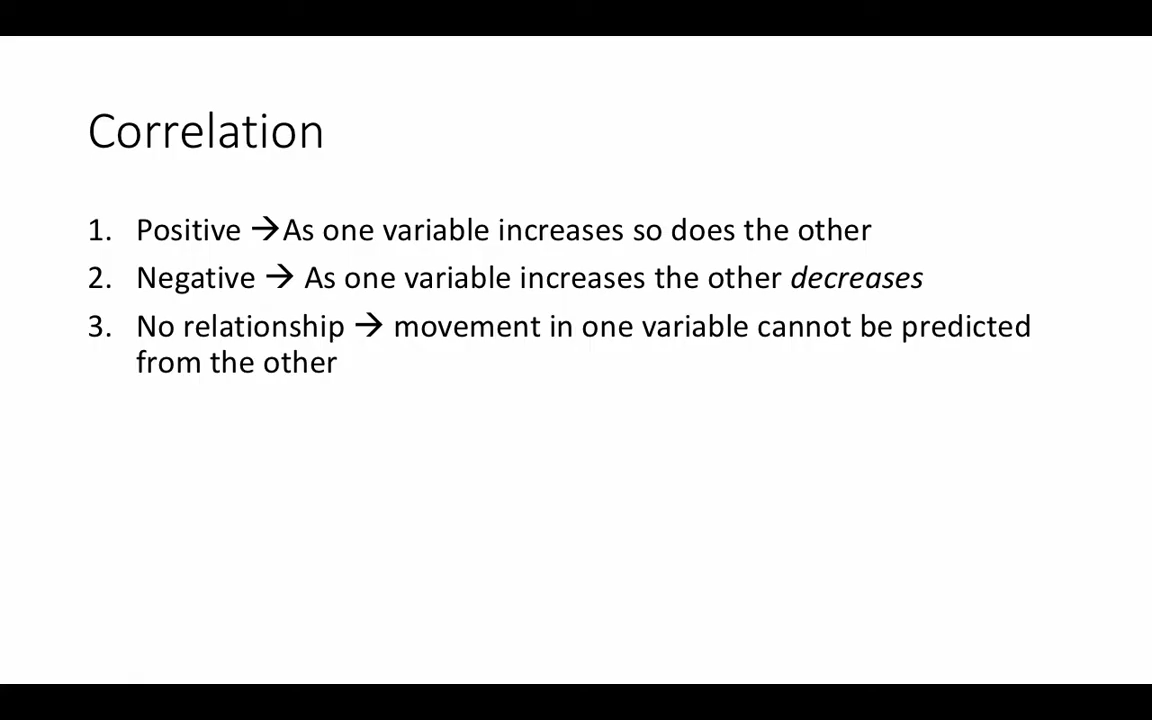 Correlation
1. Positive →As one variable increases so does the other
2. Negative → As one variable increases the other decreases
3. No relationship → movement in one variable cannot be predicted
from the other